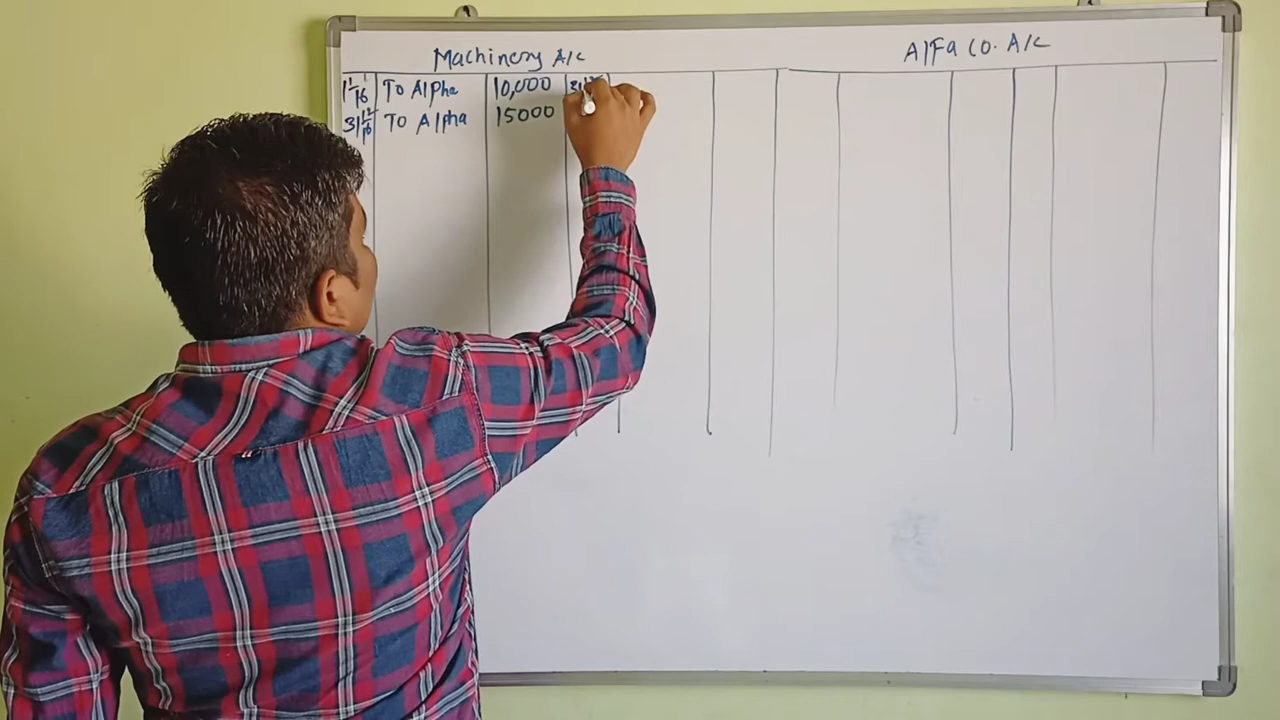 Machinery A/c
Alfa co. A/c
1/1/16 To Alpha 10,000
31/12/16 To Alpha 15000